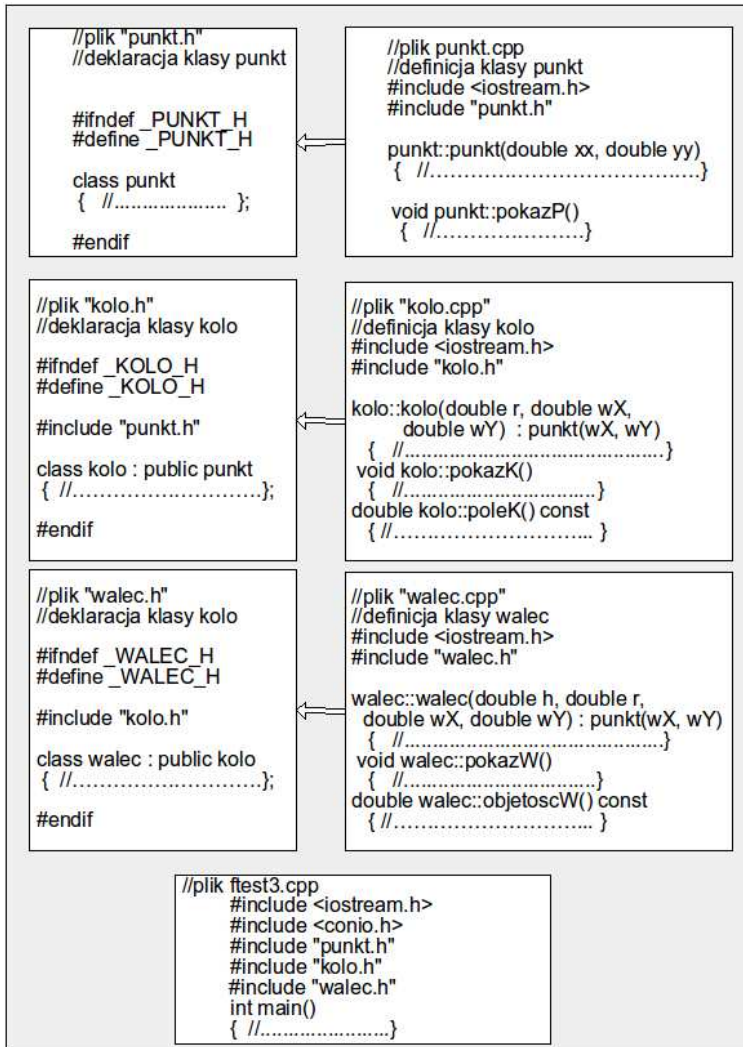 //plik "punkt.h"
//deklaracja klasy punkt
#ifndef _PUNKT_H
#define _PUNKT_H
class punkt
{ //.................... };
#endif
//plik punkt.cpp
//definicja klasy punkt
#include <iostream.h>
#include "punkt.h"
punkt::punkt(double xx, double yy)
{ //………………………………….}
void punkt::pokazP()
{ //………………….}
//plik "kolo.h"
//deklaracja klasy kolo
#ifndef _KOLO_H
#define _KOLO_H
#include "punkt.h"
class kolo : public punkt
{ //……………………….};
#endif
//plik "kolo.cpp"
//definicja klasy kolo
#include <iostream.h>
#include "kolo.h"
kolo::kolo(double r, double wX,
double wY) : punkt(wX, wY)
{ //..............................................}
void kolo::pokazK()
{ //..................................}
double kolo::poleK() const
{ //………………………... }
//plik "walec.h"
//deklaracja klasy kolo
#ifndef _WALEC_H
#define _WALEC_H
#include "kolo.h"
class walec : public kolo
{ //……………………….};
#endif
//plik "walec.cpp"
//definicja klasy walec
#include <iostream.h>
#include "walec.h"
walec::walec(double h, double r,
double wX, double wY) : punkt(wX, wY)
{ //..............................................}
void walec::pokazW()
{ //..................................}
double walec::objetoscW() const
{ //………………………... }
//plik ftest3.cpp
#include <iostream.h>
#include <conio.h>
#include "punkt.h"
#include "kolo.h"
#include "walec.h"
int main()
{ //.......................}